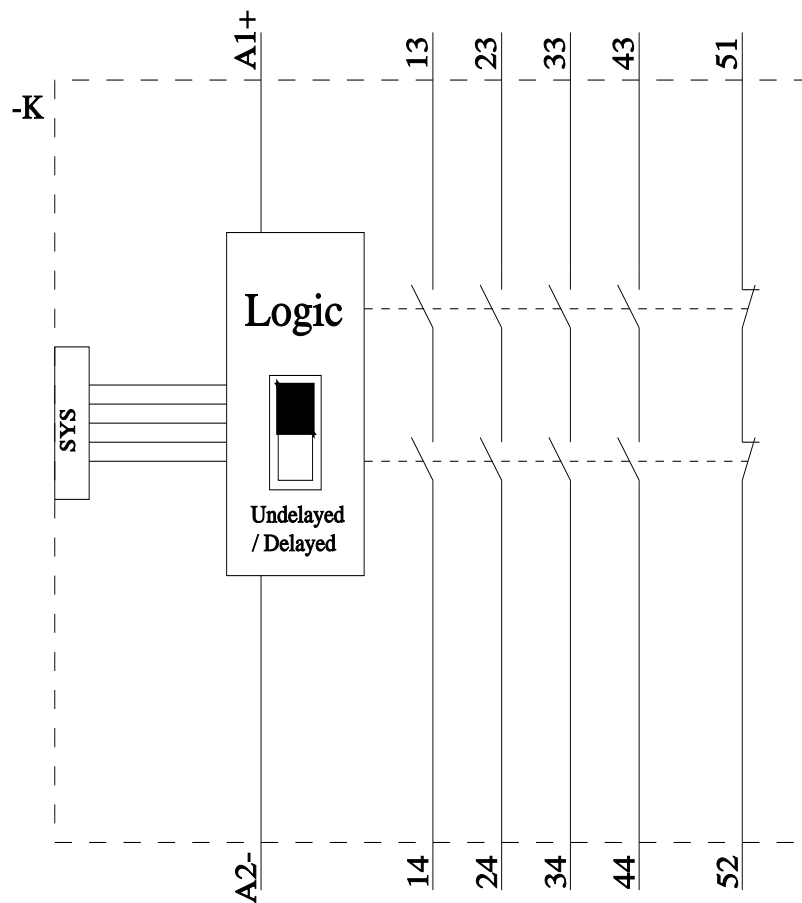 A1+
13
23
33
43
51
-K
Logic
SYS
Undelayed
/ Delayed
A2-
14
24
34
44
52